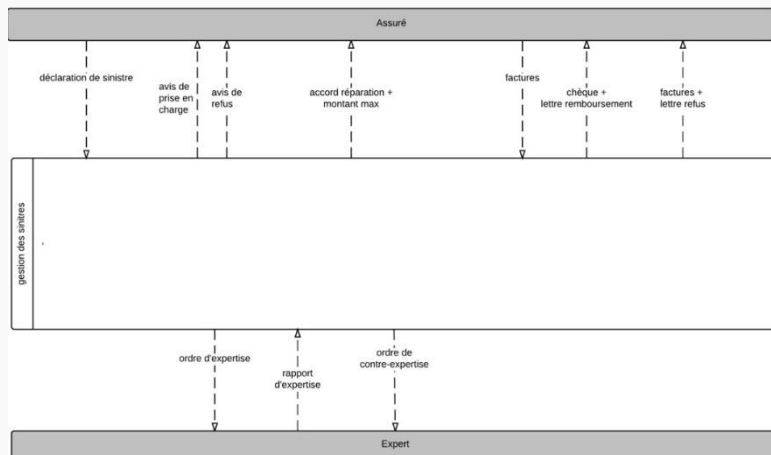 Assuré
déclaration de sinistre
avis de
prise en
charge
avis de
refus
accord réparation +
montant max
factures
chèque +
lettre remboursement
factures +
lettre refus
gestion des sinitres
ordre d'expertise
rapport
d'expertise
ordre de
contre-expertise
Expert